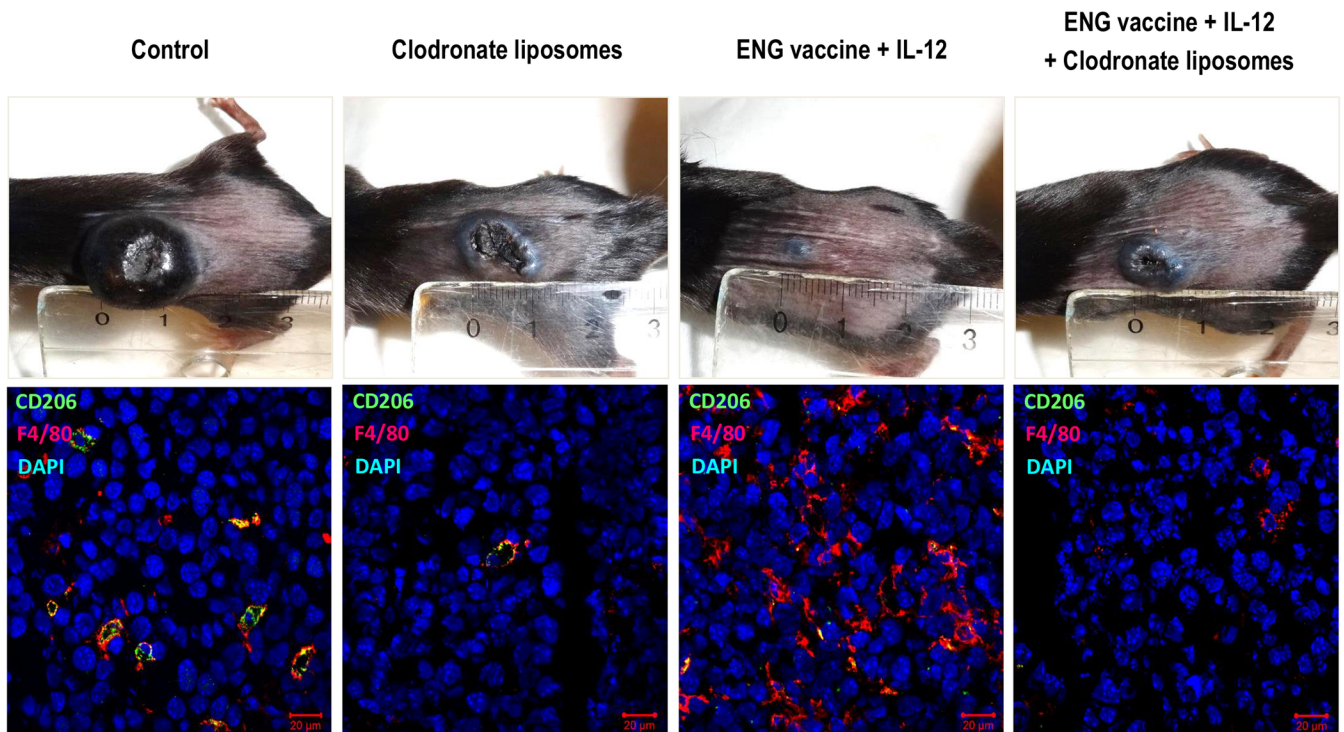 Control
Clodronate liposomes
ENG vaccine + IL-12
ENG vaccine + IL-12
+ Clodronate liposomes
0 1 3
0 1 2 3
0 1 2 3
0 1 2
CD206
F4/80
DAPI
20 µm
CD206
F4/80
DAPI
20 µm
CD206
F4/80
DAPI
20 µm
CD206
F4/80
DAPI
20 µm